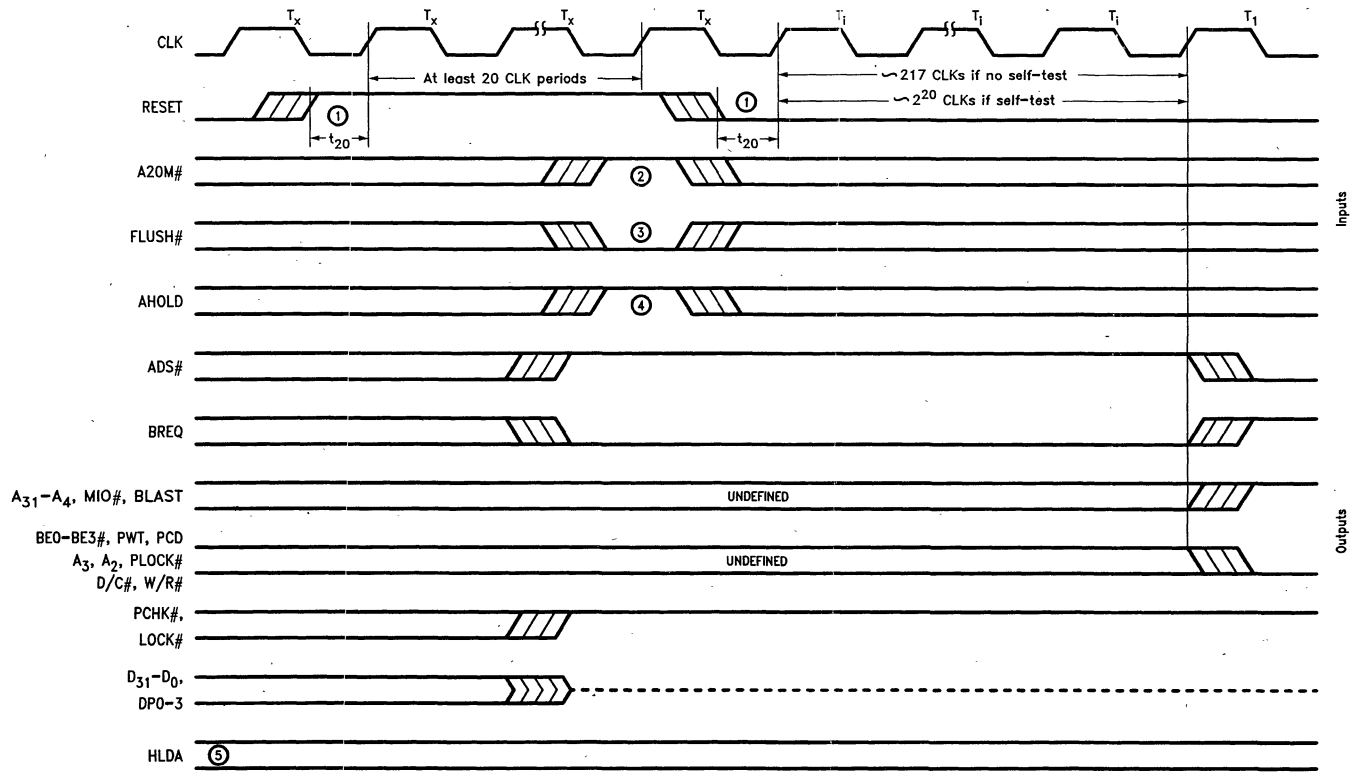 Tx Tx Tx Tx Ti Ti Ti T1
CLK
At least 20 CLK periods
∽217 CLKs if no self-test
RESET
① ①
∽2²⁰ CLKs if self-test
t20 t20
A20M#
②
FLUSH#
③
AHOLD
④
Inputs
ADS#
BREQ
A31–A4, MIO#, BLAST
UNDEFINED
BE0-BE3#, PWT, PCD
A3, A2, PLOCK#
UNDEFINED
D/C#, W/R#
PCHK#,
LOCK#
D31–D0,
DP0-3
HLDA
⑤
Outputs